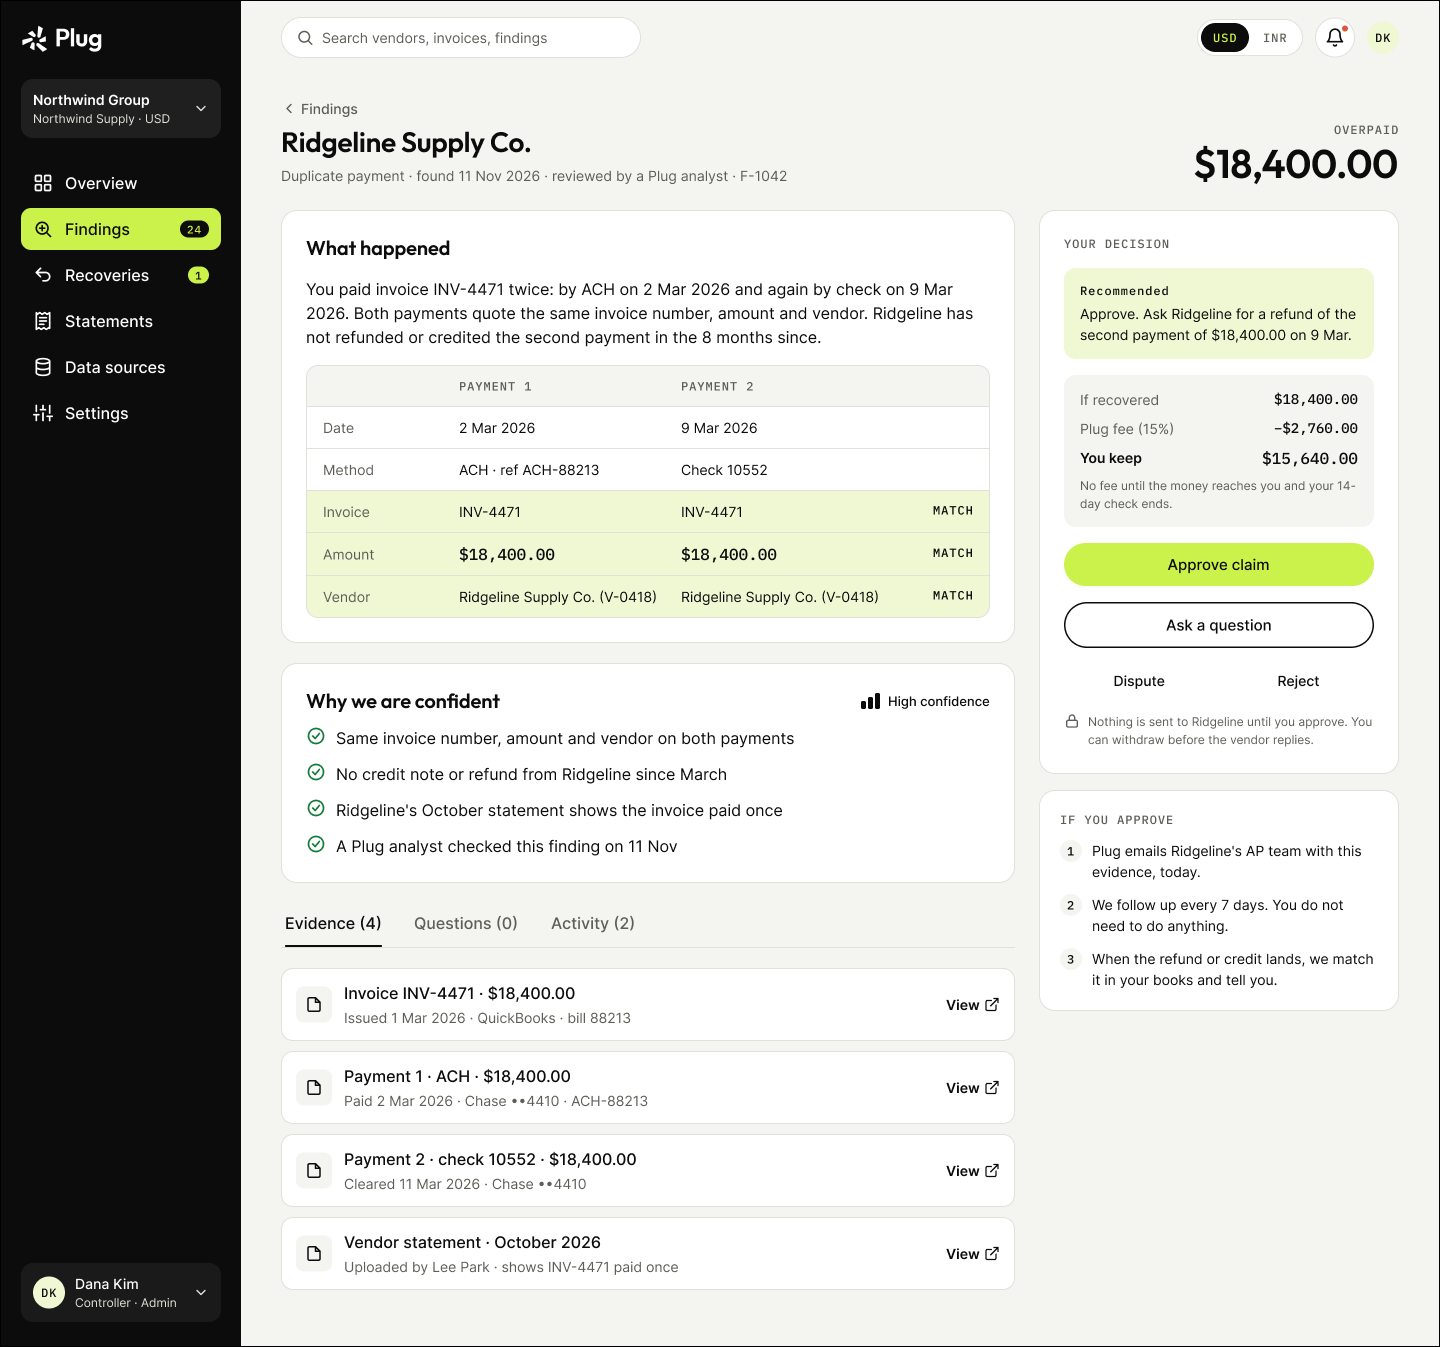 Plug
Northwind Group
Northwind Supply · USD
Overview
Findings 24
Recoveries 1
Statements
Data sources
Settings
DK
Dana Kim
Controller · Admin
Search vendors, invoices, findings
USD INR
DK
Findings
Ridgeline Supply Co.
Duplicate payment · found 11 Nov 2026 · reviewed by a Plug analyst · F-1042
OVERPAID
$18,400.00
What happened
You paid invoice INV-4471 twice: by ACH on 2 Mar 2026 and again by check on 9 Mar
2026. Both payments quote the same invoice number, amount and vendor. Ridgeline has
not refunded or credited the second payment in the 8 months since.
PAYMENT 1 PAYMENT 2
Date 2 Mar 2026 9 Mar 2026
Method ACH · ref ACH-88213 Check 10552
Invoice INV-4471 INV-4471 MATCH
Amount $18,400.00 $18,400.00 MATCH
Vendor Ridgeline Supply Co. (V-0418) Ridgeline Supply Co. (V-0418) MATCH
Why we are confident
High confidence
Same invoice number, amount and vendor on both payments
No credit note or refund from Ridgeline since March
Ridgeline's October statement shows the invoice paid once
A Plug analyst checked this finding on 11 Nov
Evidence (4) Questions (0) Activity (2)
Invoice INV-4471 · $18,400.00
Issued 1 Mar 2026 · QuickBooks · bill 88213
View
Payment 1 · ACH · $18,400.00
Paid 2 Mar 2026 · Chase ••4410 · ACH-88213
View
Payment 2 · check 10552 · $18,400.00
Cleared 11 Mar 2026 · Chase ••4410
View
Vendor statement · October 2026
Uploaded by Lee Park · shows INV-4471 paid once
View
YOUR DECISION
Recommended
Approve. Ask Ridgeline for a refund of the
second payment of $18,400.00 on 9 Mar.
If recovered $18,400.00
Plug fee (15%) −$2,760.00
You keep $15,640.00
No fee until the money reaches you and your 14-
day check ends.
Approve claim
Ask a question
Dispute Reject
Nothing is sent to Ridgeline until you approve. You
can withdraw before the vendor replies.
IF YOU APPROVE
1 Plug emails Ridgeline's AP team with this
evidence, today.
2 We follow up every 7 days. You do not
need to do anything.
3 When the refund or credit lands, we match
it in your books and tell you.